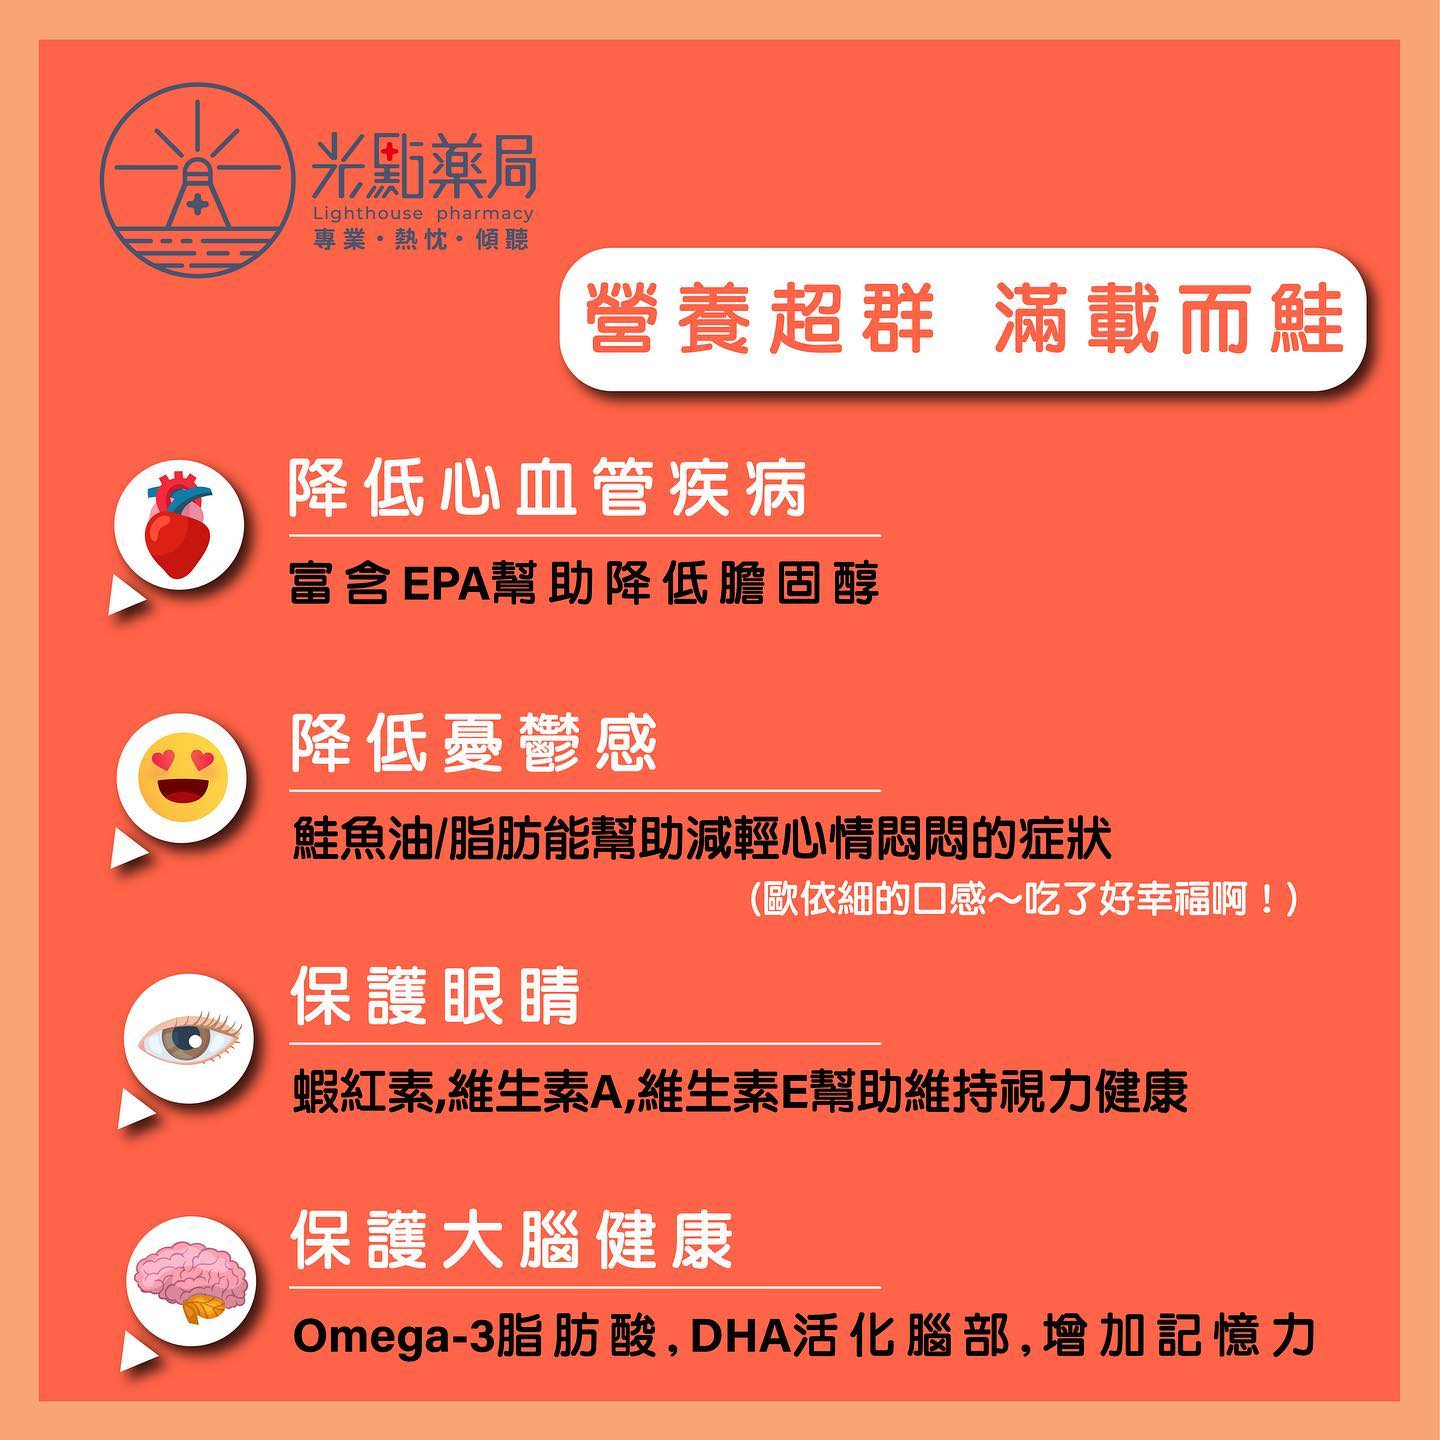 光點藥局
Lighthouse pharmacy
專業・熱忱・傾聽
營養超群 滿載而鮭
降低心血管疾病
富含EPA幫助降低膽固醇
降低憂鬱感
鮭魚油/脂肪能幫助減輕心情悶悶的症狀
(歐依細的口感～吃了好幸福啊！)
保護眼睛
蝦紅素,維生素A,維生素E幫助維持視力健康
保護大腦健康
Omega-3脂肪酸,DHA活化腦部,增加記憶力